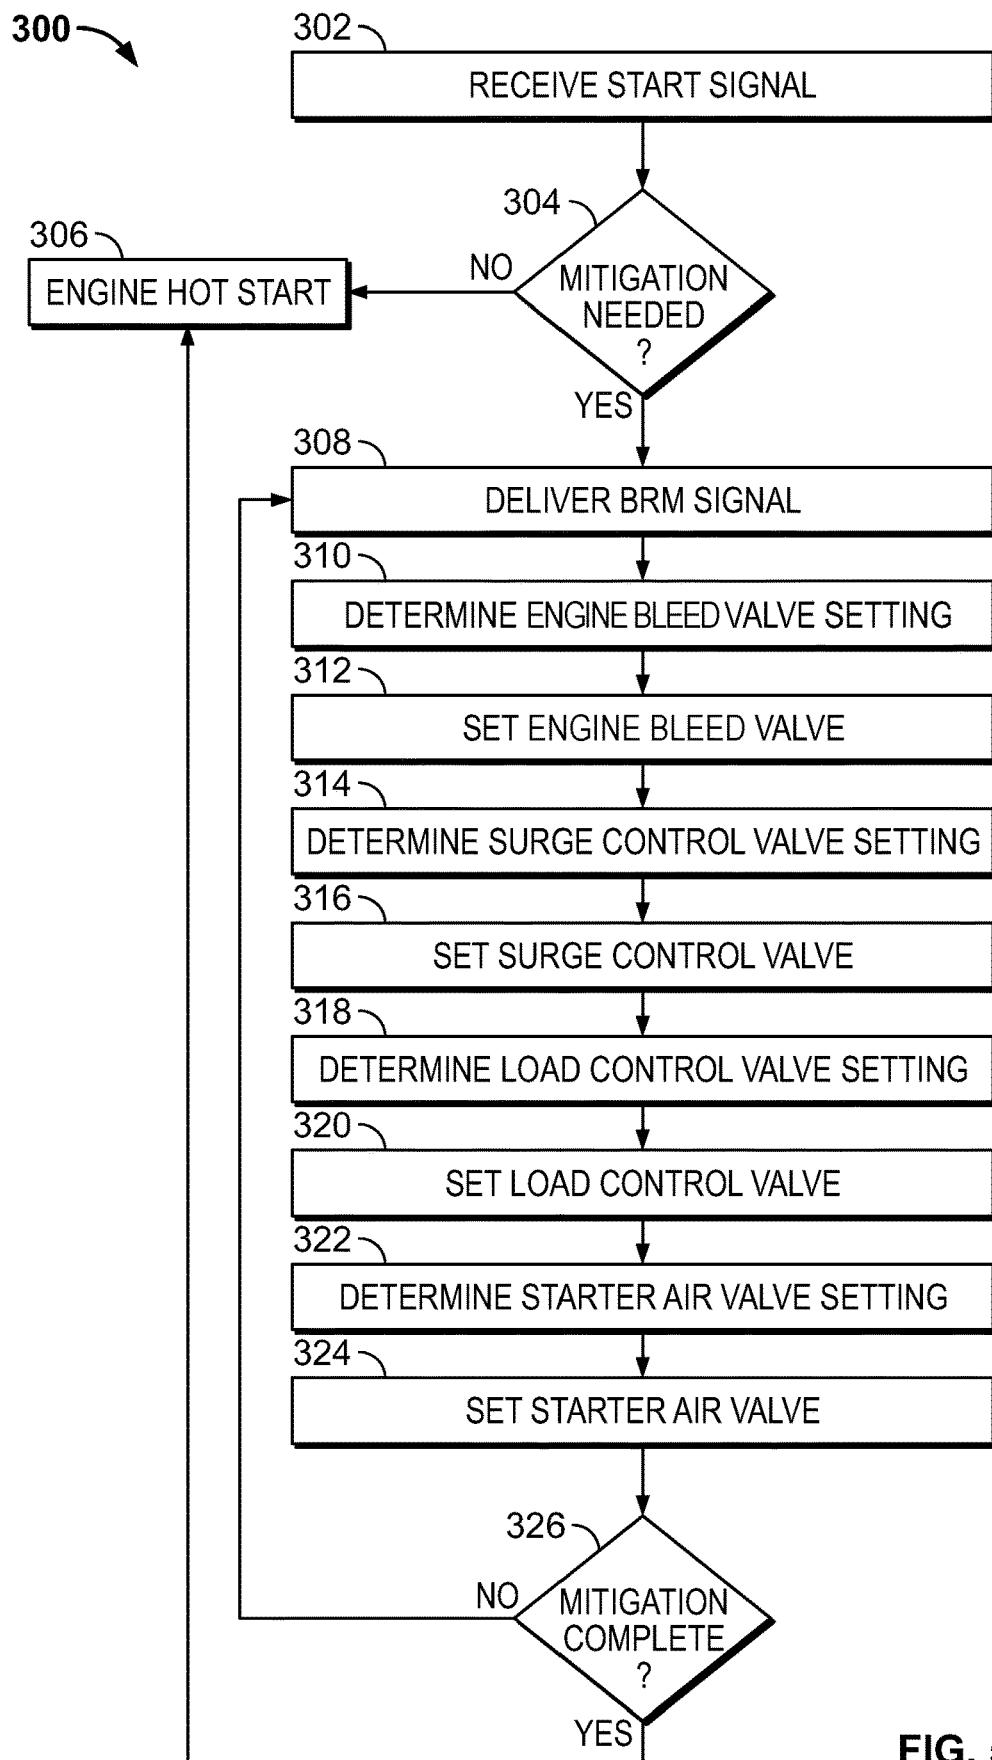 300
302
RECEIVE START SIGNAL
304
MITIGATION
NEEDED
?
NO
306
ENGINE HOT START
YES
308
DELIVER BRM SIGNAL
310
DETERMINE ENGINE BLEED VALVE SETTING
312
SET ENGINE BLEED VALVE
314
DETERMINE SURGE CONTROL VALVE SETTING
316
SET SURGE CONTROL VALVE
318
DETERMINE LOAD CONTROL VALVE SETTING
320
SET LOAD CONTROL VALVE
322
DETERMINE STARTER AIR VALVE SETTING
324
SET STARTER AIR VALVE
326
MITIGATION
COMPLETE
?
NO
YES
FIG.